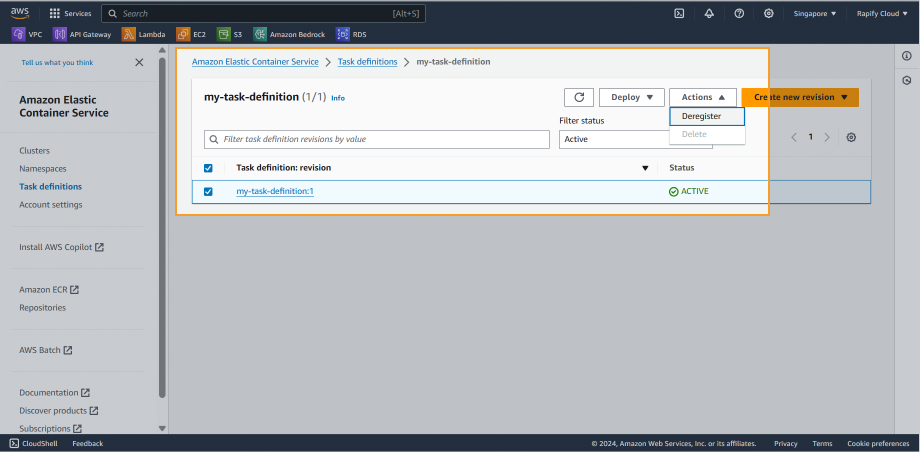 aws Services Search [Alt+S] Singapore Rapify Cloud
VPC API Gateway Lambda EC2 S3 Amazon Bedrock RDS
Tell us what you think
Amazon Elastic
Container Service
Clusters
Namespaces
Task definitions
Account settings
Install AWS Copilot
Amazon ECR
Repositories
AWS Batch
Documentation
Discover products
Subscriptions
Amazon Elastic Container Service > Task definitions > my-task-definition
my-task-definition (1/1) Info
Deploy Actions Create new revision
Deregister
Delete
Filter status
Filter task definition revisions by value
Active
1
Task definition: revision Status
my-task-definition:1 ACTIVE
CloudShell Feedback © 2024, Amazon Web Services, Inc. or its affiliates. Privacy Terms Cookie preferences